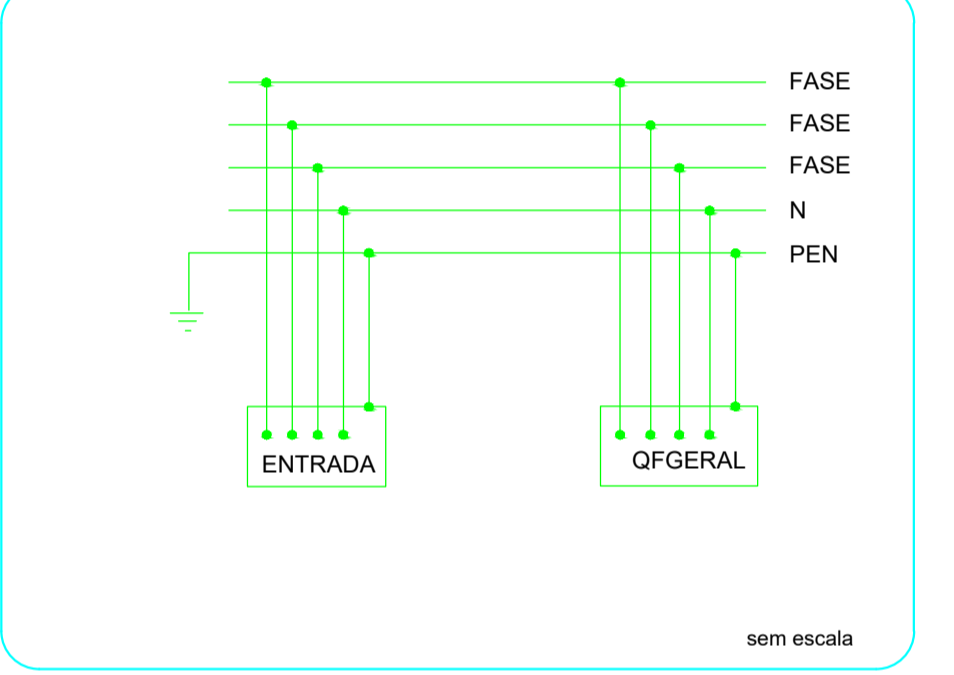 FASE
FASE
FASE
N
PEN
ENTRADA
QFGERAL
sem escala